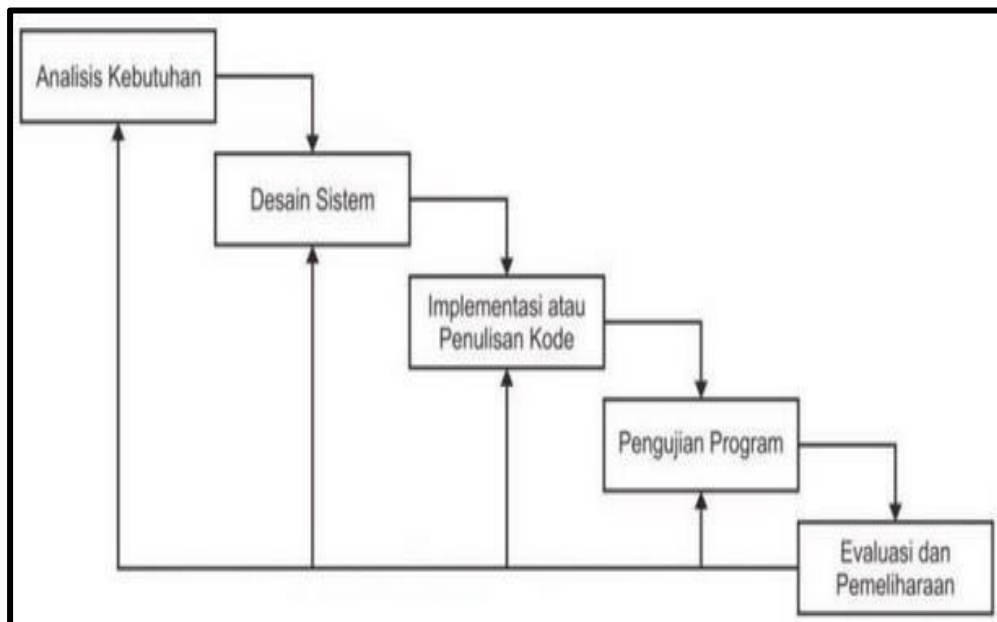 Analisis Kebutuhan
Desain Sistem
Implementasi atau
Penulisan Kode
Pengujian Program
Evaluasi dan
Pemeliharaan